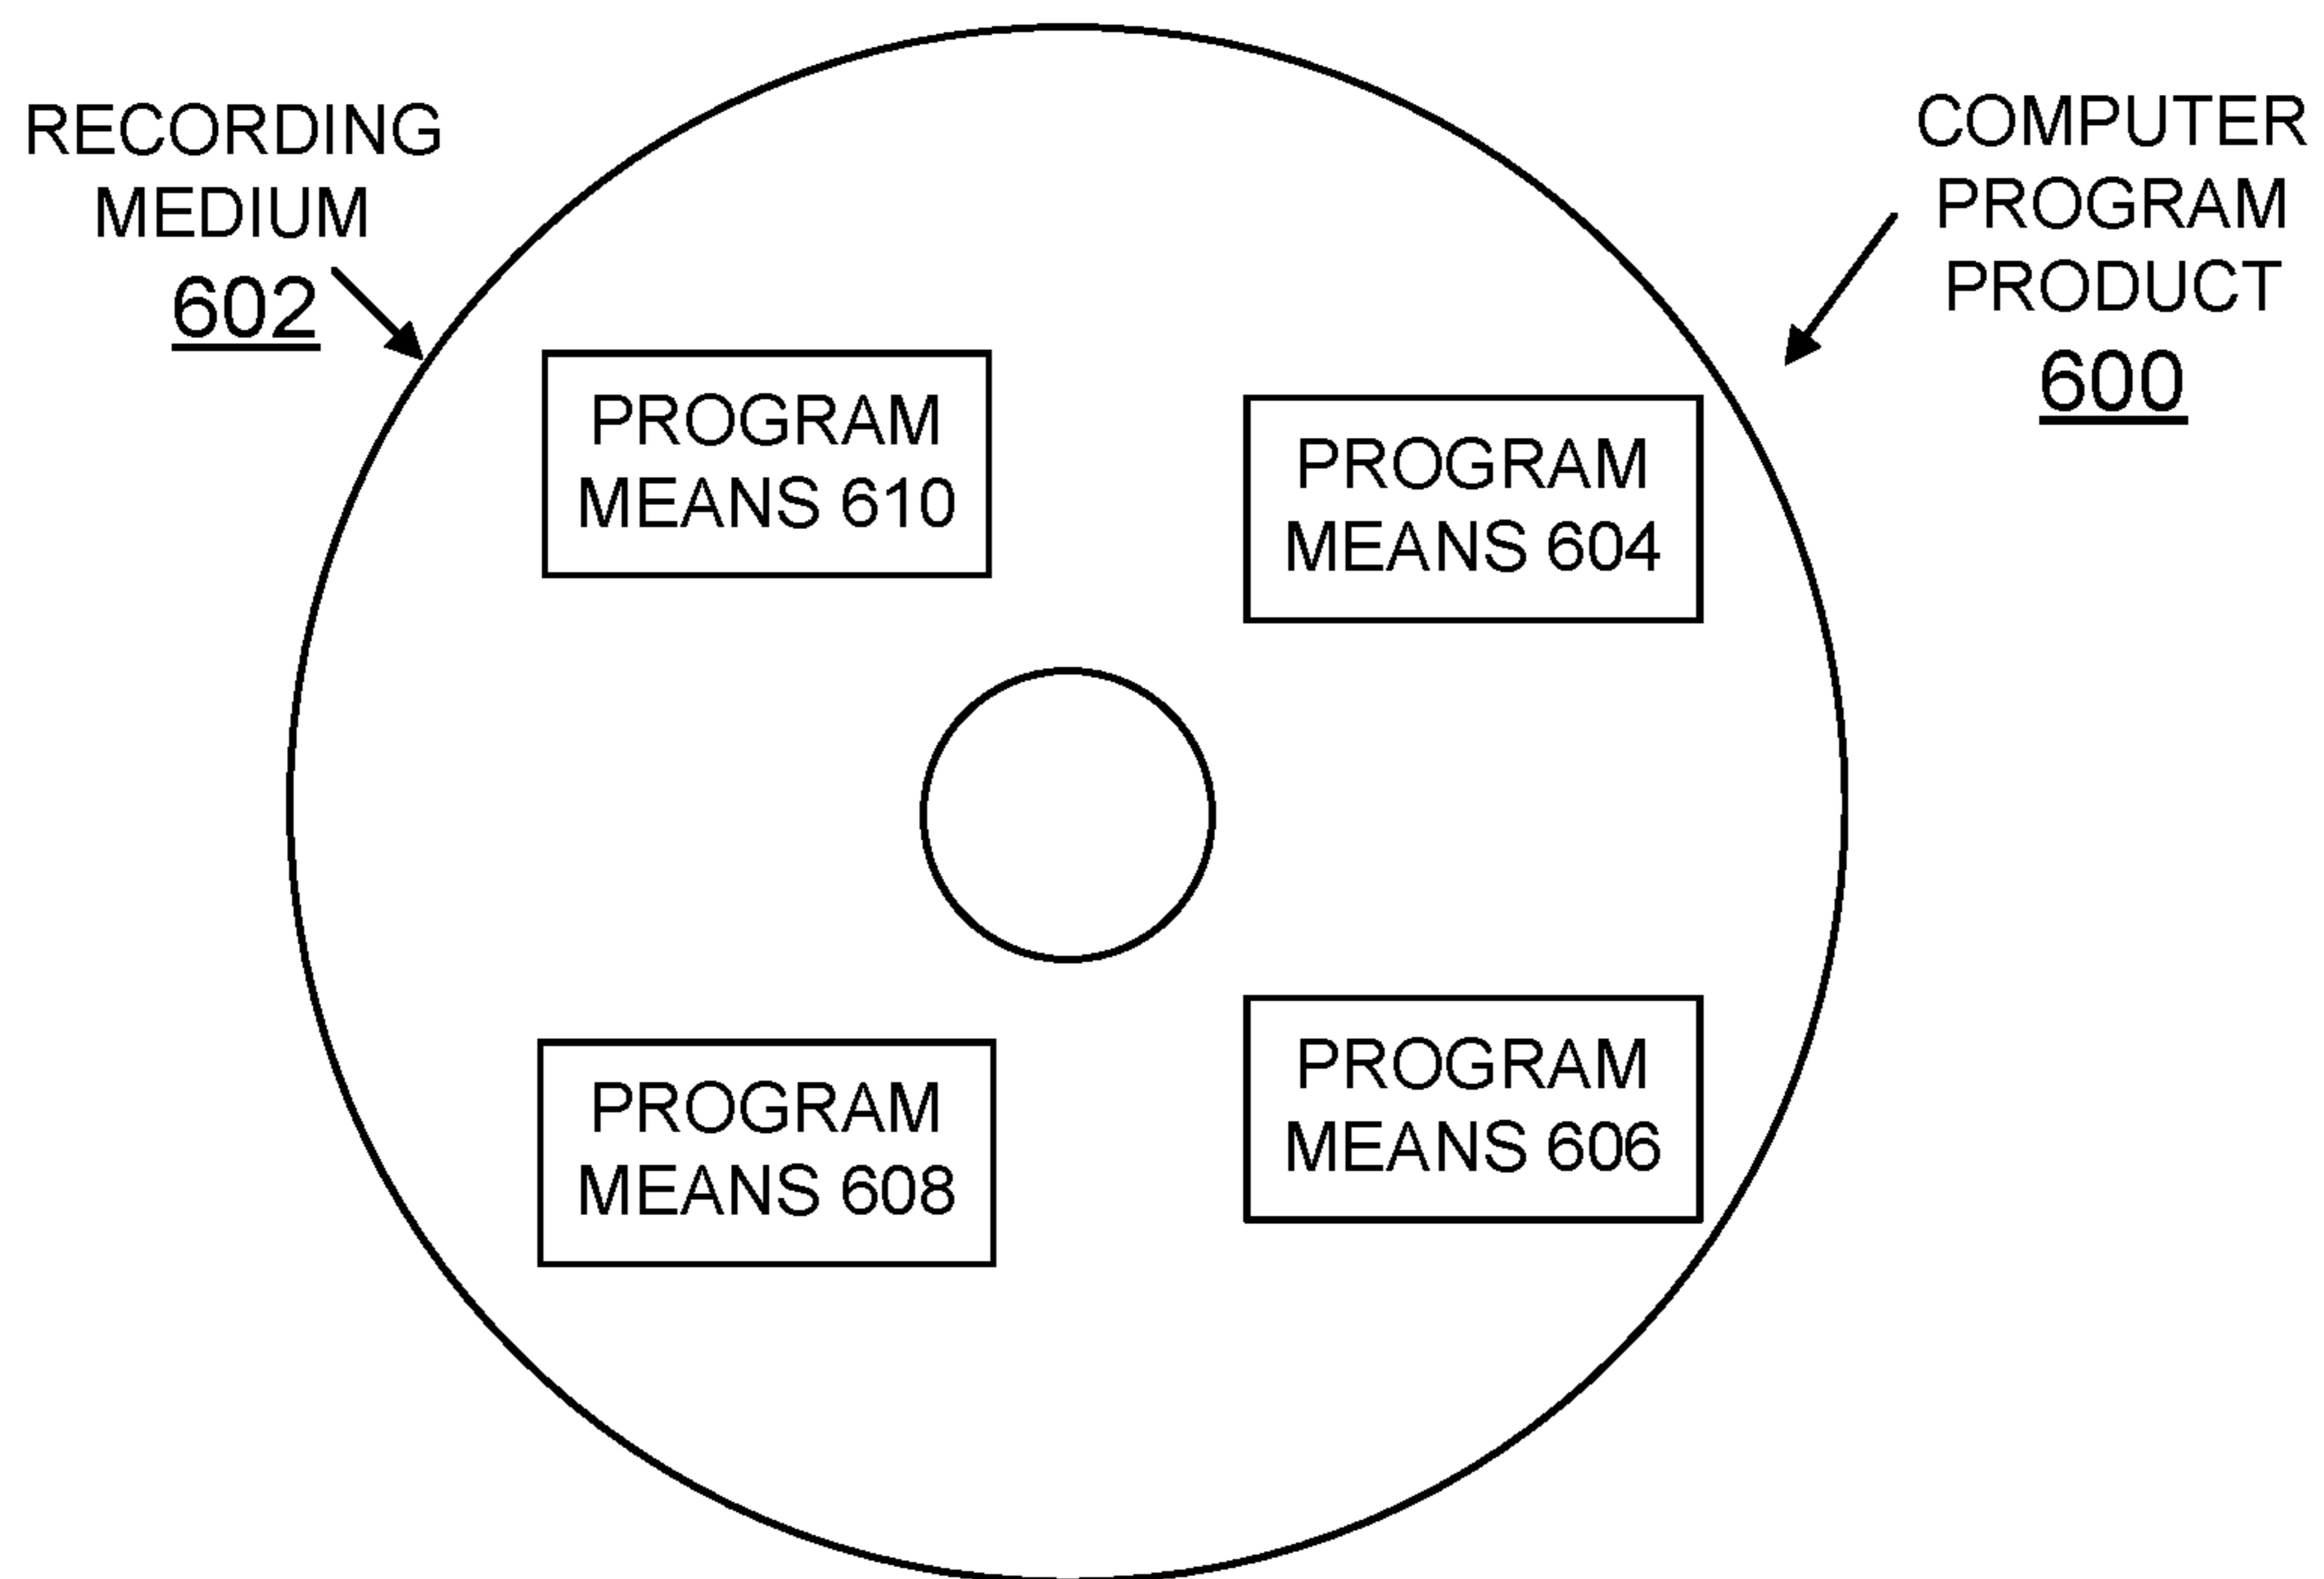 RECORDING
MEDIUM
602
COMPUTER
PROGRAM
PRODUCT
600
PROGRAM
MEANS 610
PROGRAM
MEANS 604
PROGRAM
MEANS 608
PROGRAM
MEANS 606